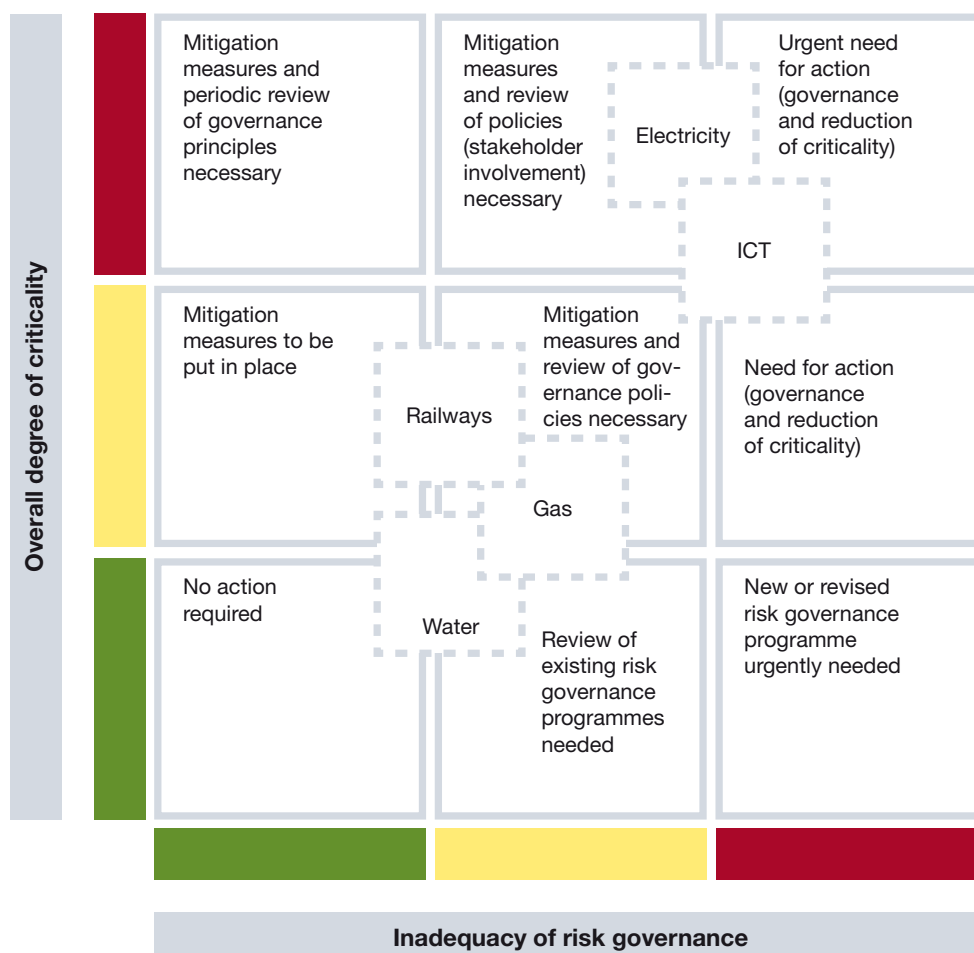 Overall degree of criticality
Mitigation
measures and
periodic review
of governance
principles
necessary
Mitigation
measures
and review
of policies
(stakeholder
involvement)
necessary
Electricity
Urgent need
for action
(governance
and reduction
of criticality)
ICT
Mitigation
measures to be
put in place
Railways
Mitigation
measures and
review of gov-
ernance poli-
cies necessary
Gas
Need for action
(governance
and reduction
of criticality)
No action
required
Water
Review of
existing risk
governance
programmes
needed
New or revised
risk governance
programme
urgently needed
Inadequacy of risk governance